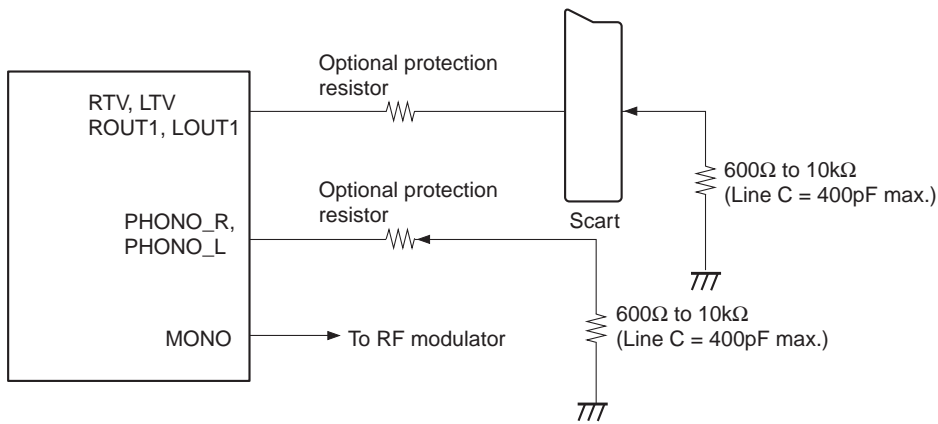 Optional protection
resistor
RTV, LTV
ROUT1, LOUT1
600Ω to 10kΩ
(Line C = 400pF max.)
Scart
Optional protection
resistor
PHONO_R,
PHONO_L
600Ω to 10kΩ
(Line C = 400pF max.)
MONO
To RF modulator